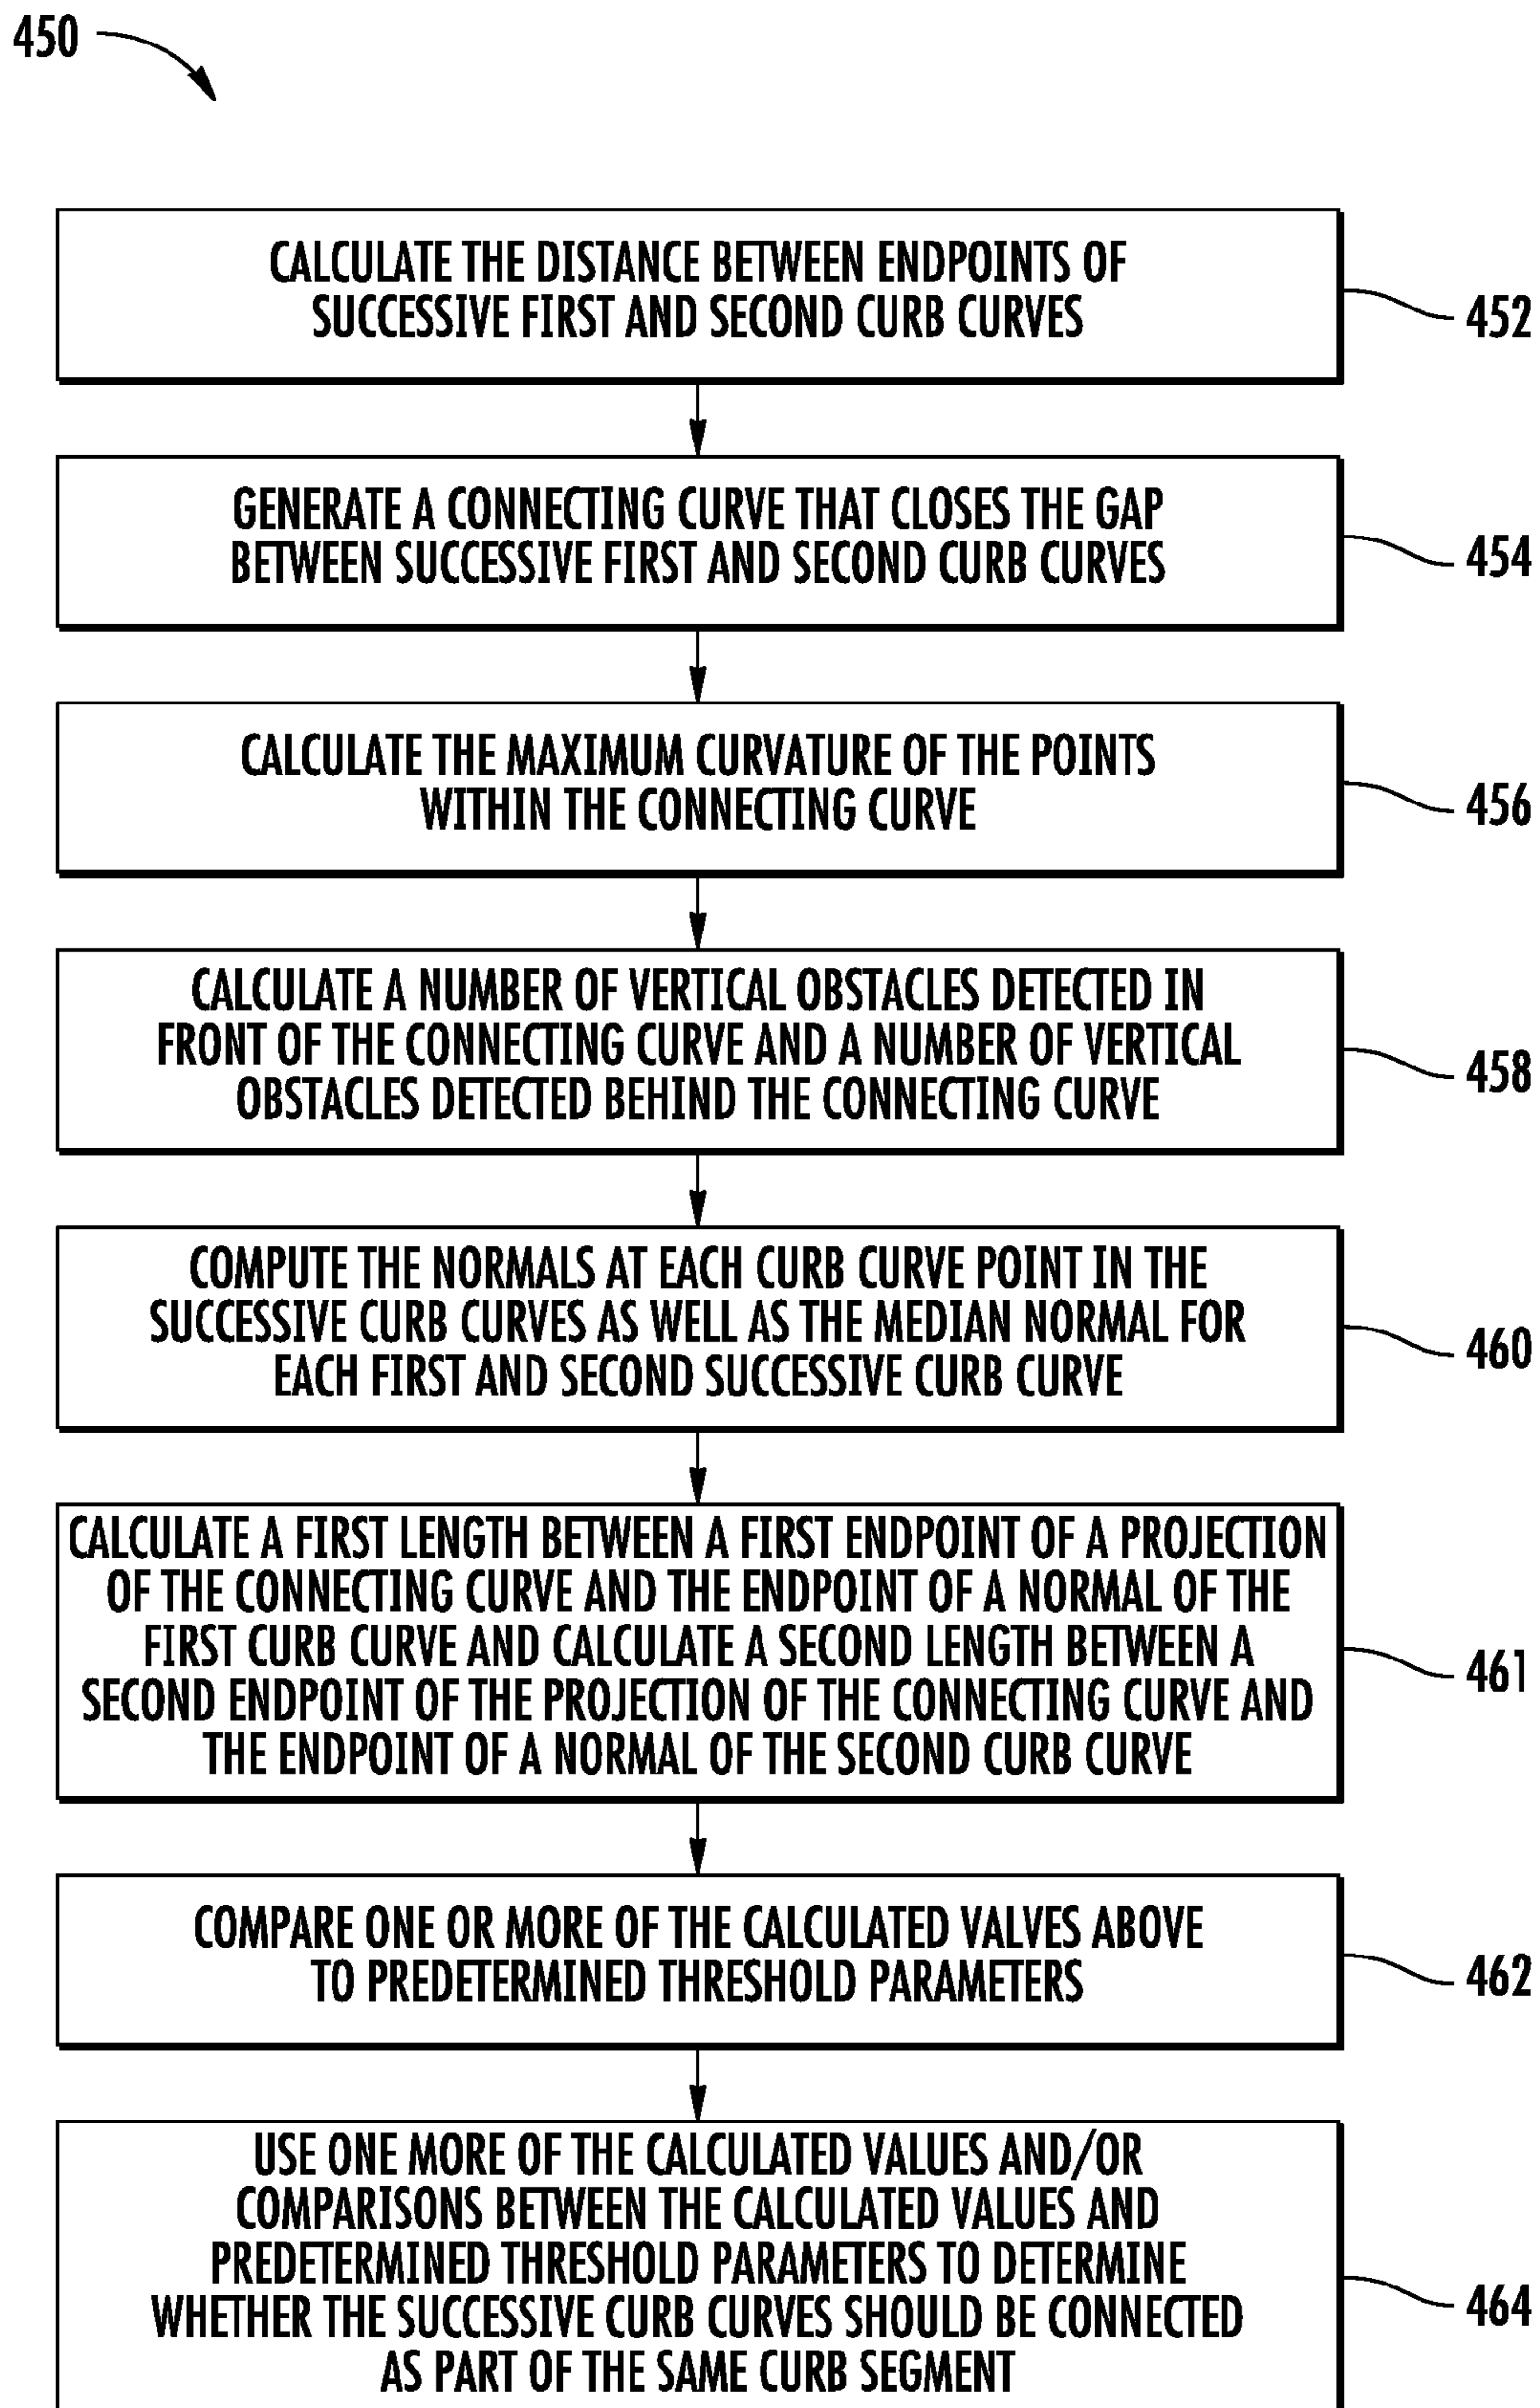 450
CALCULATE THE DISTANCE BETWEEN ENDPOINTS OF
SUCCESSIVE FIRST AND SECOND CURB CURVES
452
GENERATE A CONNECTING CURVE THAT CLOSES THE GAP
BETWEEN SUCCESSIVE FIRST AND SECOND CURB CURVES
454
CALCULATE THE MAXIMUM CURVATURE OF THE POINTS
WITHIN THE CONNECTING CURVE
456
CALCULATE A NUMBER OF VERTICAL OBSTACLES DETECTED IN
FRONT OF THE CONNECTING CURVE AND A NUMBER OF VERTICAL
OBSTACLES DETECTED BEHIND THE CONNECTING CURVE
458
COMPUTE THE NORMALS AT EACH CURB CURVE POINT IN THE
SUCCESSIVE CURB CURVES AS WELL AS THE MEDIAN NORMAL FOR
EACH FIRST AND SECOND SUCCESSIVE CURB CURVE
460
CALCULATE A FIRST LENGTH BETWEEN A FIRST ENDPOINT OF A PROJECTION
OF THE CONNECTING CURVE AND THE ENDPOINT OF A NORMAL OF THE
FIRST CURB CURVE AND CALCULATE A SECOND LENGTH BETWEEN A
SECOND ENDPOINT OF THE PROJECTION OF THE CONNECTING CURVE AND
THE ENDPOINT OF A NORMAL OF THE SECOND CURB CURVE
461
COMPARE ONE OR MORE OF THE CALCULATED VALVES ABOVE
TO PREDETERMINED THRESHOLD PARAMETERS
462
USE ONE MORE OF THE CALCULATED VALUES AND/OR
COMPARISONS BETWEEN THE CALCULATED VALUES AND
PREDETERMINED THRESHOLD PARAMETERS TO DETERMINE
WHETHER THE SUCCESSIVE CURB CURVES SHOULD BE CONNECTED
AS PART OF THE SAME CURB SEGMENT
464